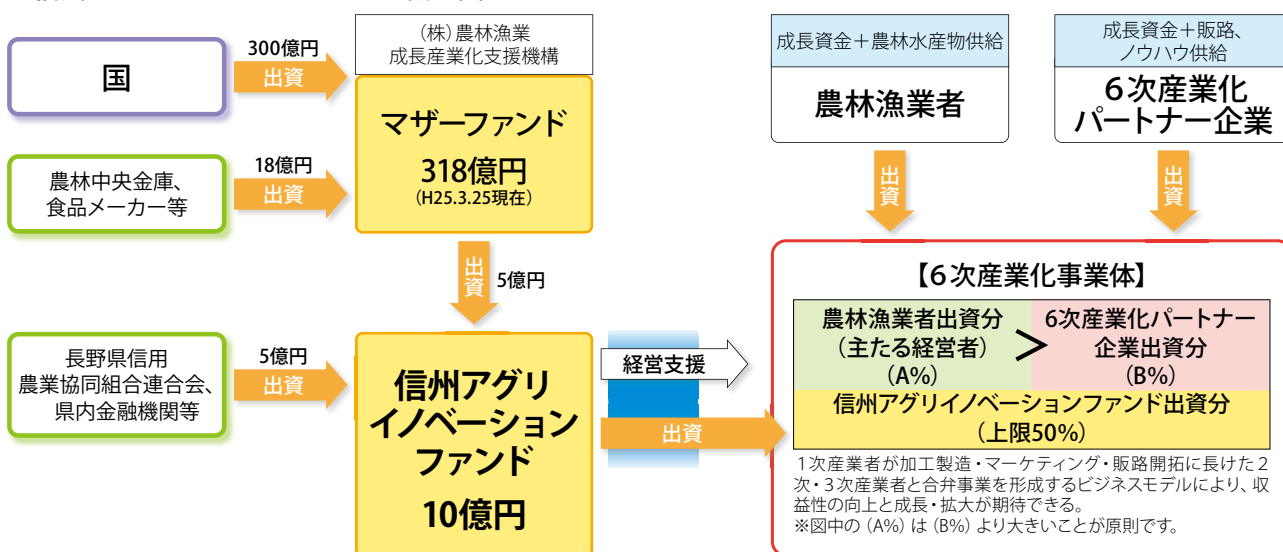 国
300億円
出資
(株)農林漁業
成長産業化支援機構
マザーファンド
318億円
(H25.3.25現在)
農林中央金庫、
食品メーカー等
18億円
出資
出資
5億円
長野県信用
農業協同組合連合会、
県内金融機関等
5億円
出資
信州アグリ
イノベーション
ファンド
10億円
経営支援
出資
成長資金＋農林水産物供給
農林漁業者
出資
成長資金＋販路、
ノウハウ供給
6次産業化
パートナー企業
出資
【6次産業化事業体】
農林漁業者出資分
(主たる経営者)
(A%)
>
6次産業化パートナー
企業出資分
(B%)
信州アグリイノベーションファンド出資分
(上限50%)
1次産業者が加工製造・マーケティング・販路開拓に長けた2
次・3次産業者と合弁事業を形成するビジネスモデルにより、収
益性の向上と成長・拡大が期待できる。
※図中の(A%)は(B%)より大きいことが原則です。